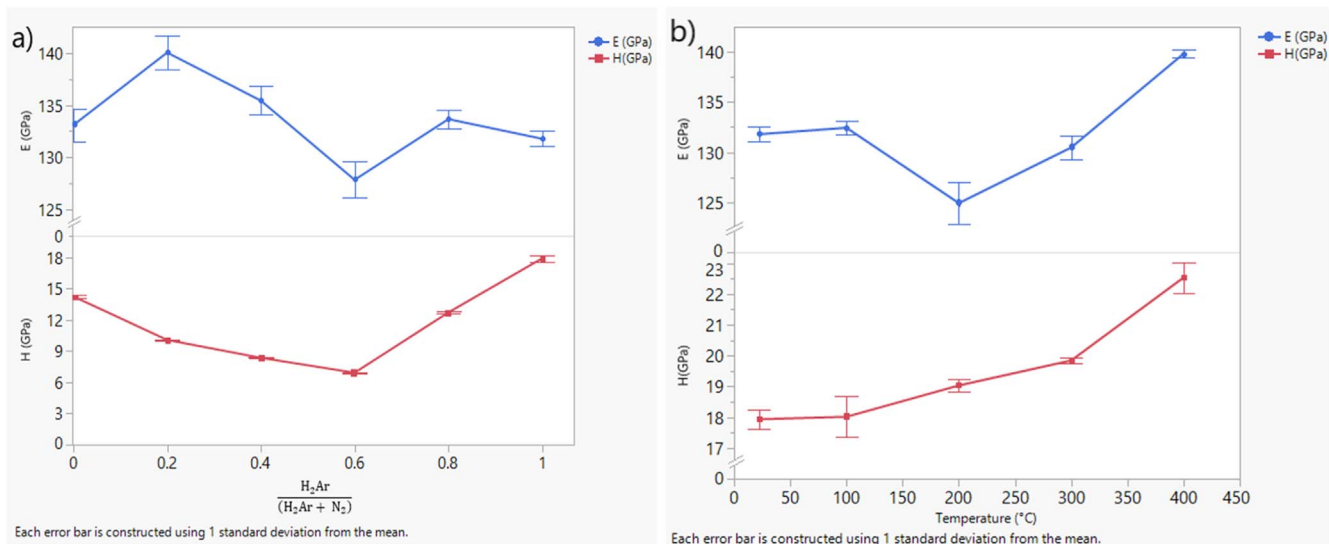 a)
E (GPa)
H(GPa)
140
135
130
125
0
E (GPa)
18
15
12
9
6
3
0
H (GPa)
0 0.2 0.4 0.6 0.8 1
H₂Ar
(H₂Ar + N₂)
Each error bar is constructed using 1 standard deviation from the mean.
b)
E (GPa)
H(GPa)
140
135
130
125
0
E (GPa)
23
22
21
20
19
18
17
0
H(GPa)
0 50 100 150 200 250 300 350 400 450
Temperature (°C)
Each error bar is constructed using 1 standard deviation from the mean.